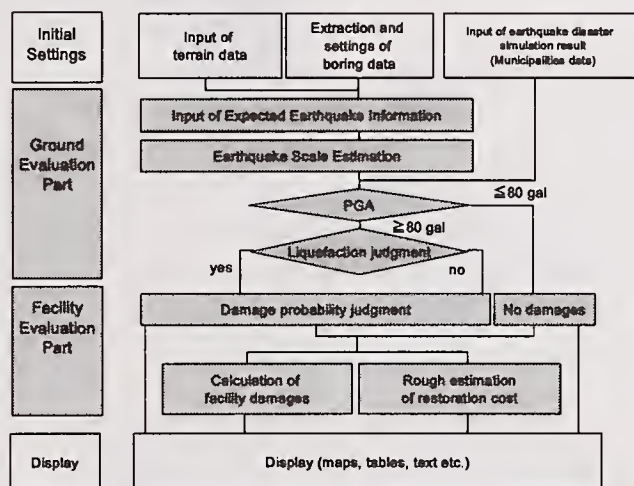 Initial
Settings
Input of
terrain data
Extraction and
settings of
boring data
Input of earthquake disaster
simulation result
(Municipalities data)
Ground
Evaluation
Part
Input of Expected Earthquake Information
Earthquake Scale Estimation
≦80 gal
PGA
≧80 gal
Liquefaction judgment
yes
no
Facility
Evaluation
Part
Damage probability judgment
No damages
Calculation of
facility damages
Rough estimation
of restoration cost
Display
Display (maps, tables, text etc.)